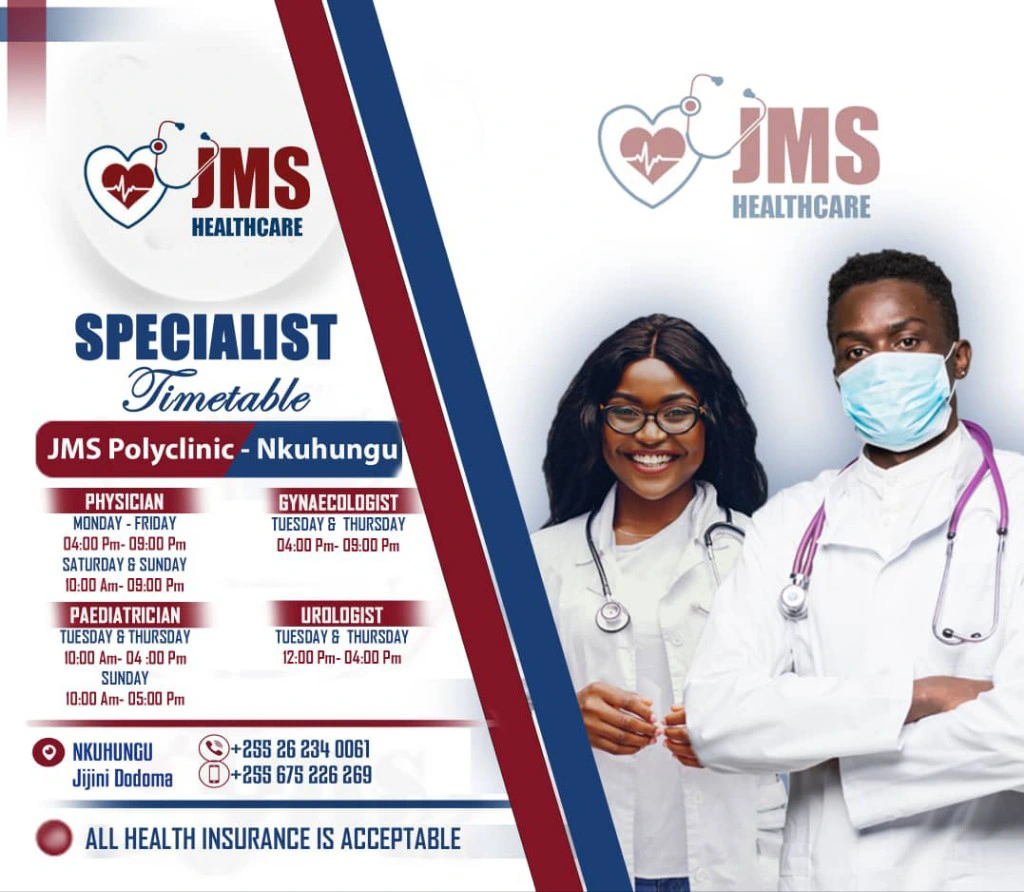 JMS
HEALTHCARE
SPECIALIST
Timetable
JMS Polyclinic - Nkuhungu
PHYSICIAN
MONDAY - FRIDAY
04:00 Pm- 09:00 Pm
SATURDAY & SUNDAY
10:00 Am- 09:00 Pm
GYNAECOLOGIST
TUESDAY & THURSDAY
04:00 Pm- 09:00 Pm
PAEDIATRICIAN
TUESDAY & THURSDAY
10:00 Am- 04 :00 Pm
SUNDAY
10:00 Am- 05:00 Pm
UROLOGIST
TUESDAY & THURSDAY
12:00 Pm- 04:00 Pm
NKUHUNGU
Jijini Dodoma
+255 26 234 0061
+255 675 226 269
ALL HEALTH INSURANCE IS ACCEPTABLE
JMS
HEALTHCARE